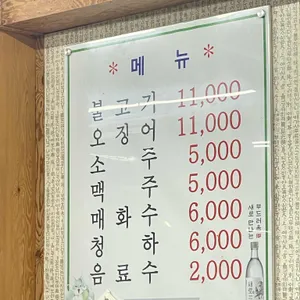 * 메 뉴 *
불 고 기 11,000
오 징 어 11,000
소 주 5,000
맥 주 5,000
매 화 수 6,000
청 하 6,000
음 료 수 2,000